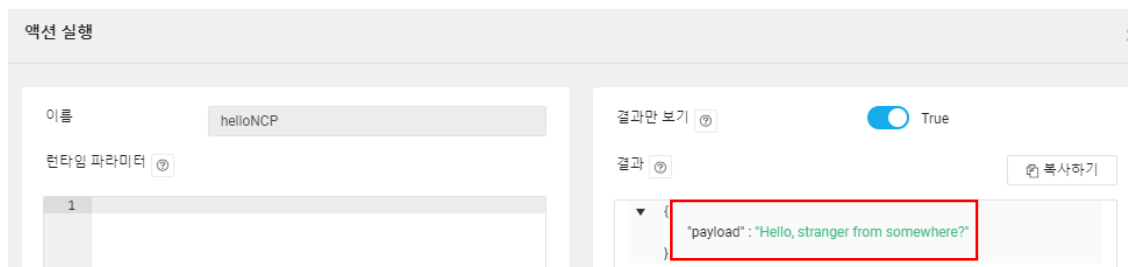 액션 실행
이름
helloNCP
런타임 파라미터 ?
1
결과만 보기 ?
True
결과 ?
복사하기
▼ {
"payload" : "Hello, stranger from somewhere?"
}